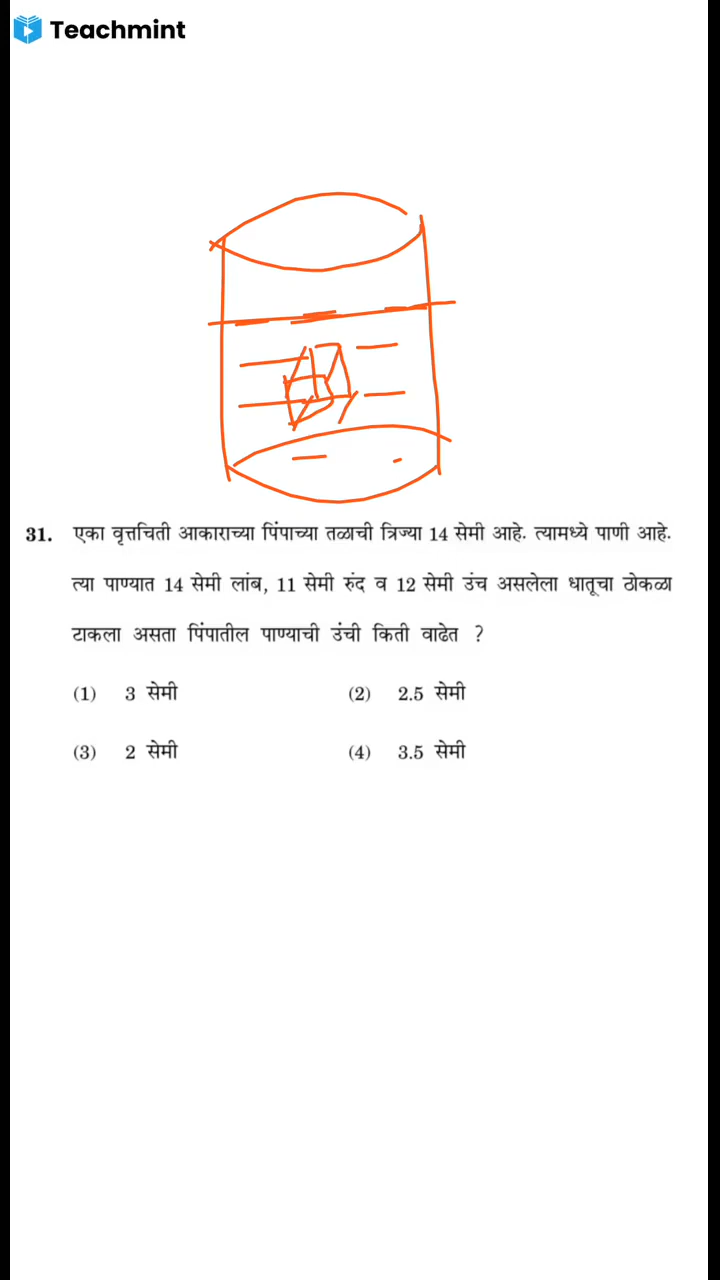 Teachmint
31. एका वृत्तचिती आकाराच्या पिंपाच्या तळाची त्रिज्या 14 सेमी आहे. त्यामध्ये पाणी आहे.
त्या पाण्यात 14 सेमी लांब, 11 सेमी रुंद व 12 सेमी उंच असलेला धातूचा ठोकळा
टाकला असता पिंपातील पाण्याची उंची किती वाढेत ?
(1) 3 सेमी (2) 2.5 सेमी
(3) 2 सेमी (4) 3.5 सेमी